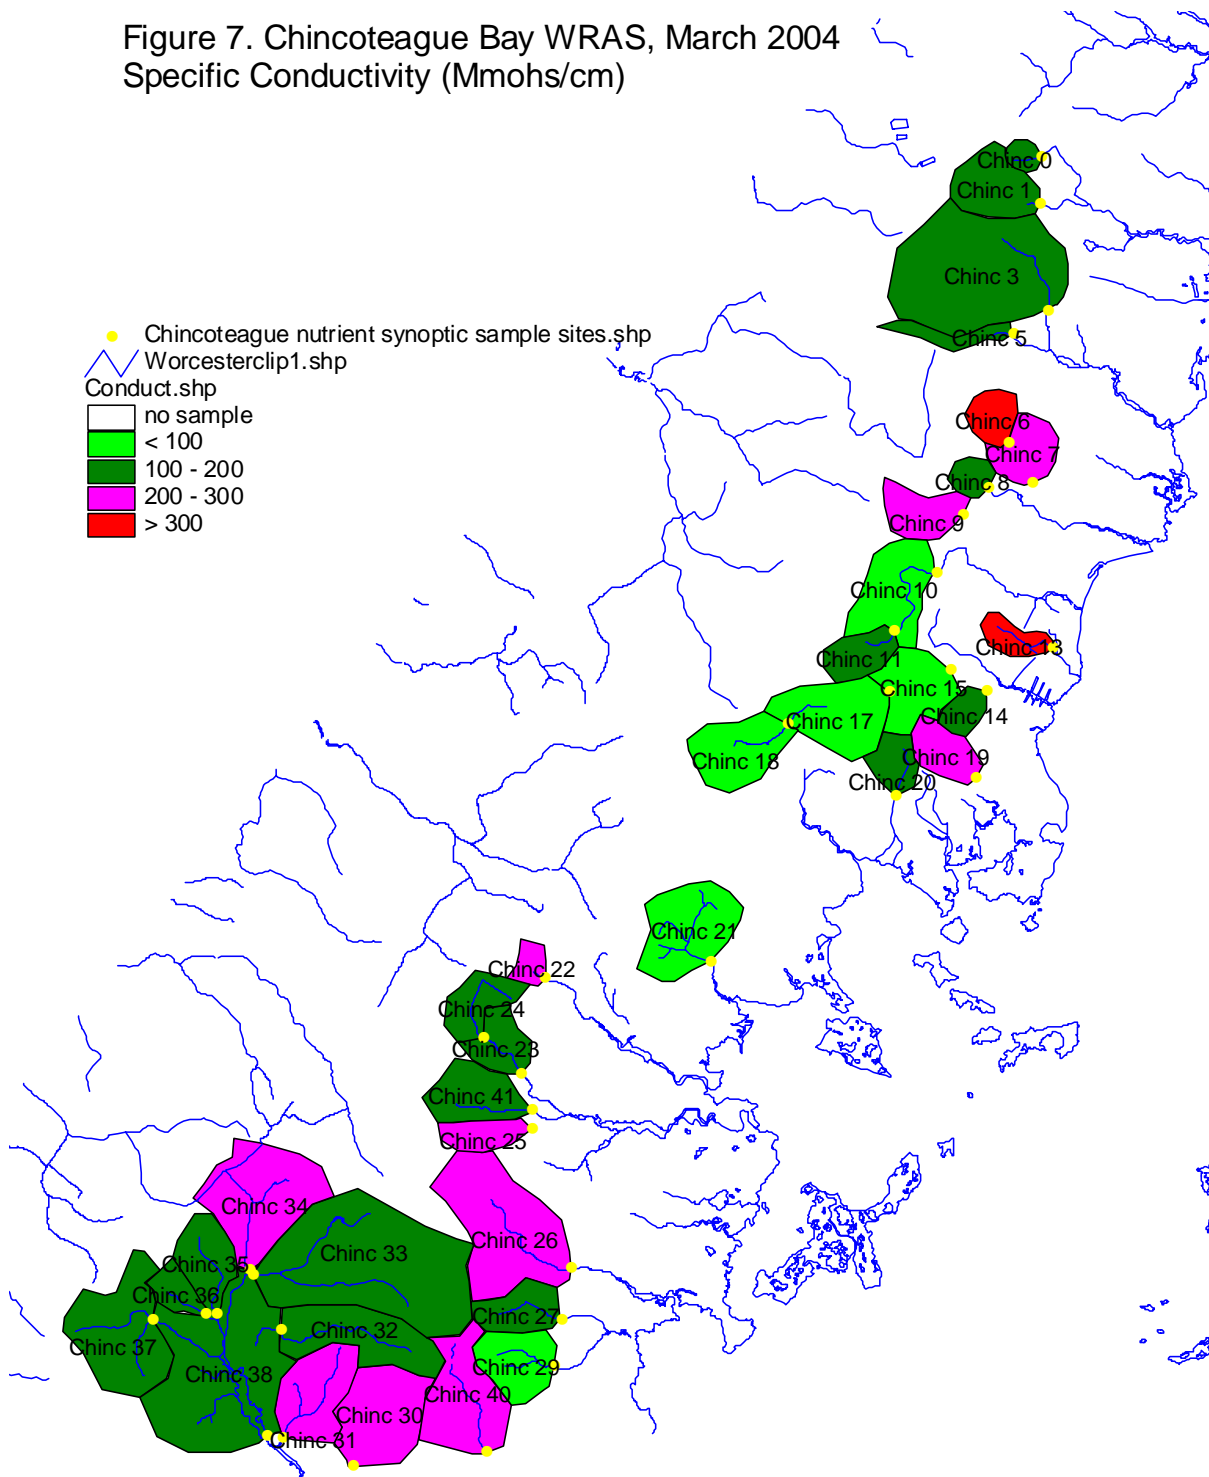 Figure 7. Chincoteague Bay WRAS, March 2004
Specific Conductivity (Mmohs/cm)
Chincoteague nutrient synoptic sample sites.shp
Worcesterclip1.shp
Conduct.shp
no sample
< 100
100 - 200
200 - 300
> 300
Chinc 0
Chinc 1
Chinc 3
Chinc 5
Chinc 6
Chinc 7
Chinc 8
Chinc 9
Chinc 10
Chinc 13
Chinc 11
Chinc 15
Chinc 14
Chinc 17
Chinc 18
Chinc 19
Chinc 20
Chinc 21
Chinc 22
Chinc 24
Chinc 23
Chinc 41
Chinc 25
Chinc 34
Chinc 26
Chinc 33
Chinc 35
Chinc 36
Chinc 27
Chinc 32
Chinc 37
Chinc 38
Chinc 29
Chinc 40
Chinc 30
Chinc 31